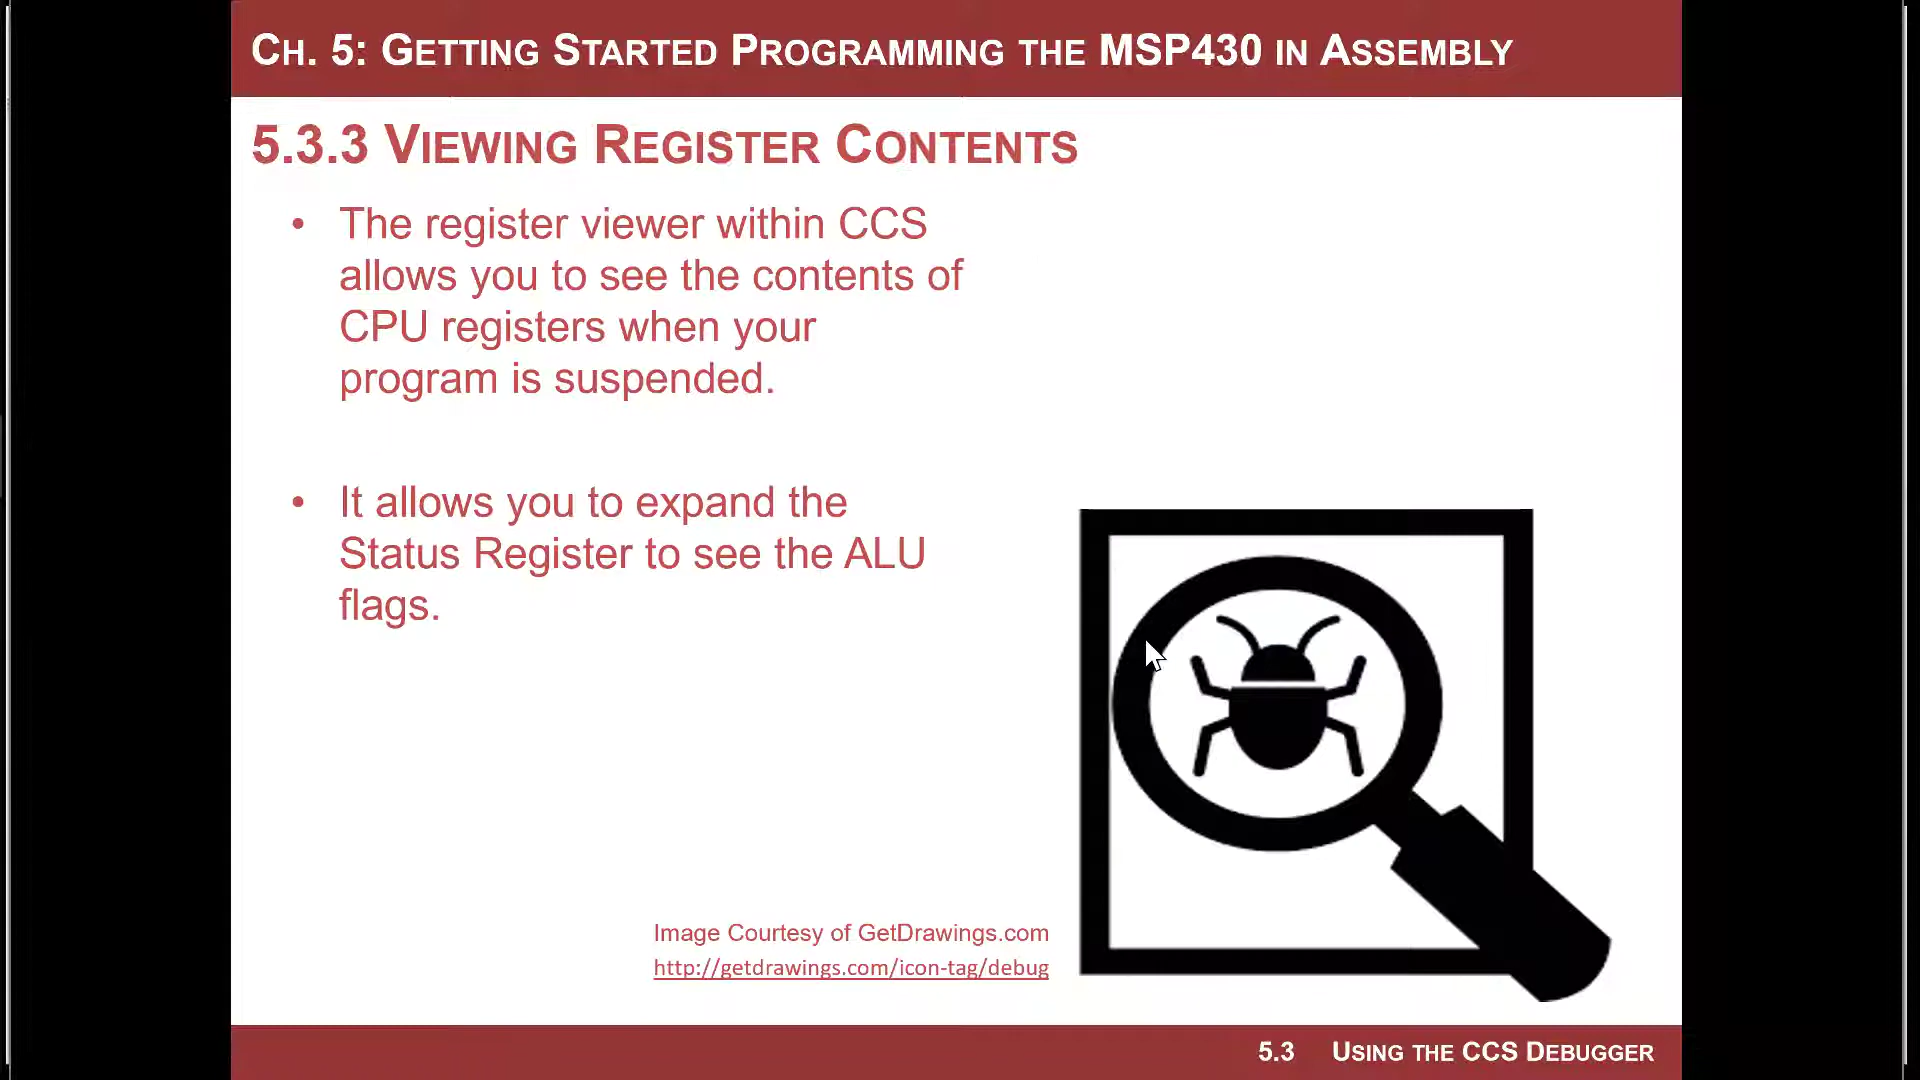 CH. 5: GETTING STARTED PROGRAMMING THE MSP430 IN ASSEMBLY
5.3.3 VIEWING REGISTER CONTENTS
• The register viewer within CCS
allows you to see the contents of
CPU registers when your
program is suspended.
• It allows you to expand the
Status Register to see the ALU
flags.
Image Courtesy of GetDrawings.com
http://getdrawings.com/icon-tag/debug
5.3 USING THE CCS DEBUGGER